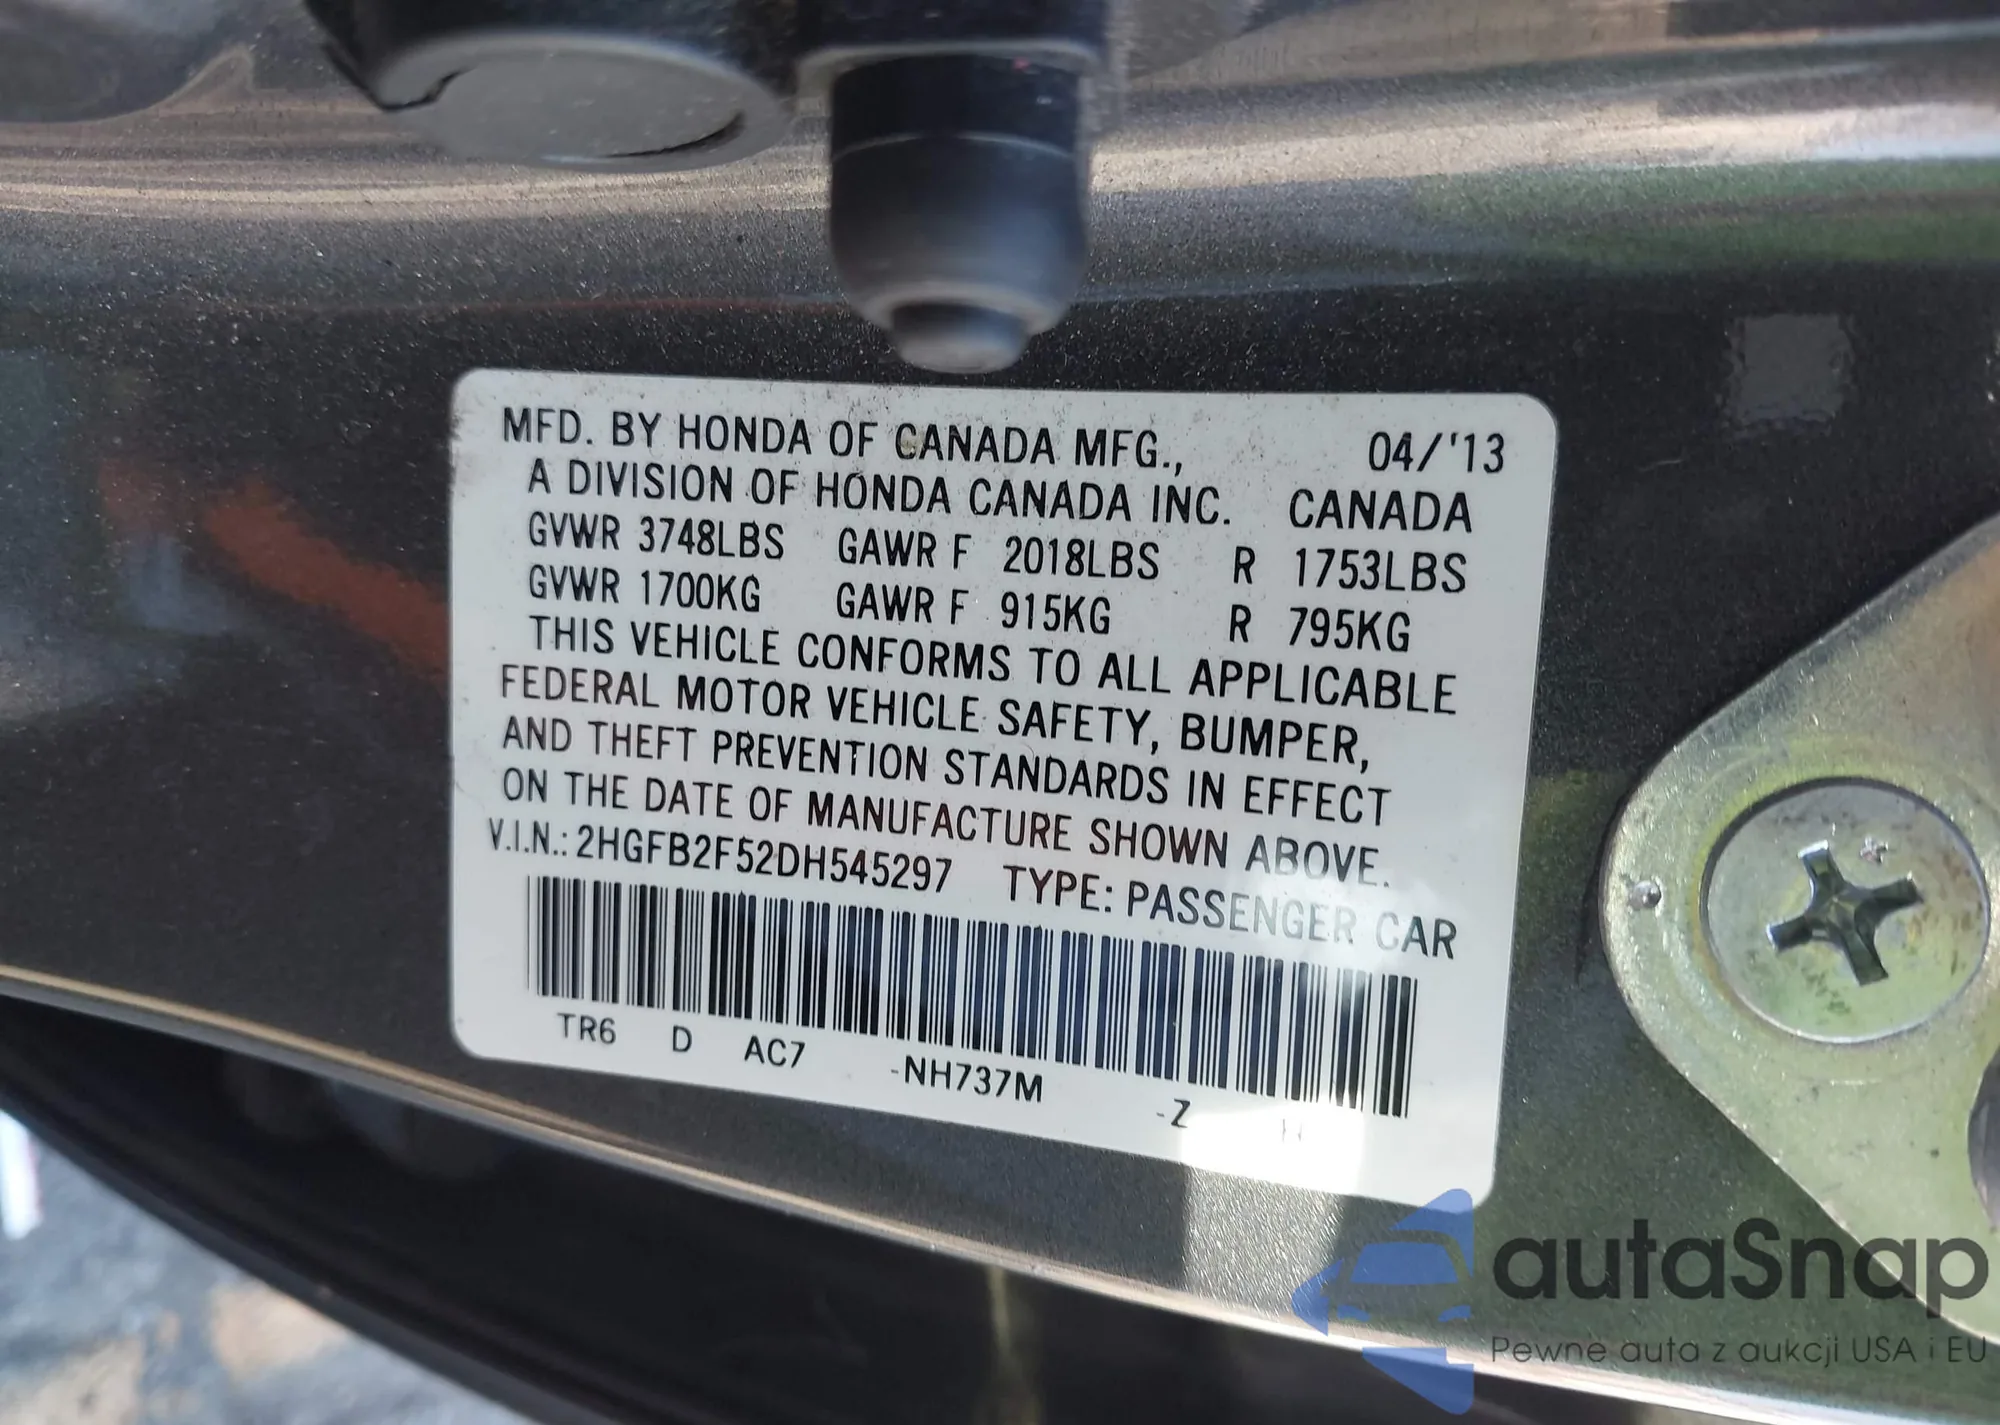 MFD. BY HONDA OF CANADA MFG., 04/'13
A DIVISION OF HONDA CANADA INC. CANADA
GVWR 3748LBS GAWR F 2018LBS R 1753LBS
GVWR 1700KG GAWR F 915KG R 795KG
THIS VEHICLE CONFORMS TO ALL APPLICABLE
FEDERAL MOTOR VEHICLE SAFETY, BUMPER,
AND THEFT PREVENTION STANDARDS IN EFFECT
ON THE DATE OF MANUFACTURE SHOWN ABOVE.
V.I.N.: 2HGFB2F52DH545297 TYPE: PASSENGER CAR
TR6 D AC7 -NH737M -Z
autaSnap
Pewne auta z aukcji USA i EU